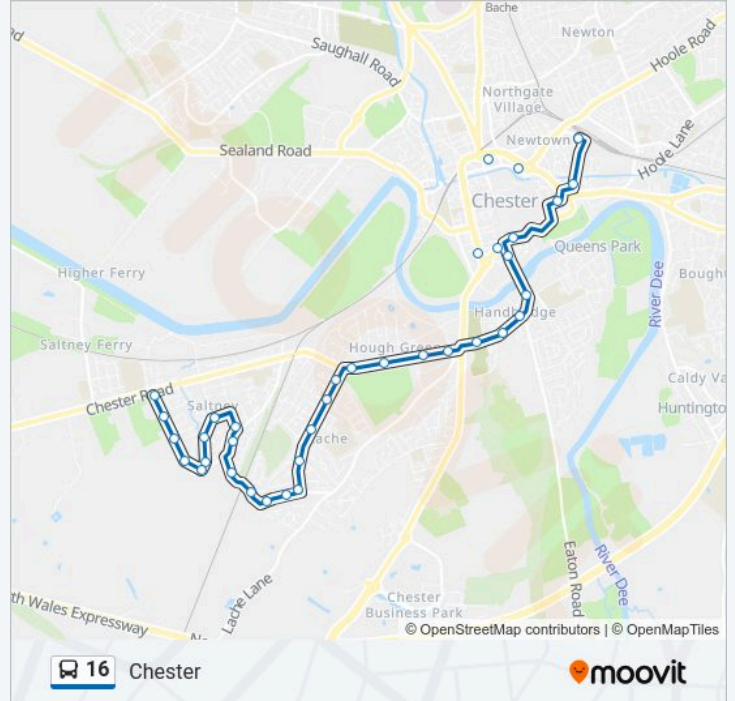 Bache
Newton
Hoole Road
Saughall Road
Northgate
Village
Newtown
Hoole Lane
Sealand Road
Chester
Queens Park
Higher Ferry
River Dee
Handbridge
Saltney Ferry
Hough Green
Chester Road
Saltney
Lache
Caldy Va
Huntingto
Lache Lane
Eaton Road
River Dee
th Wales Expressway
Chester
Business Park
© OpenStreetMap contributors | © OpenMapTiles
16 Chester
moovit